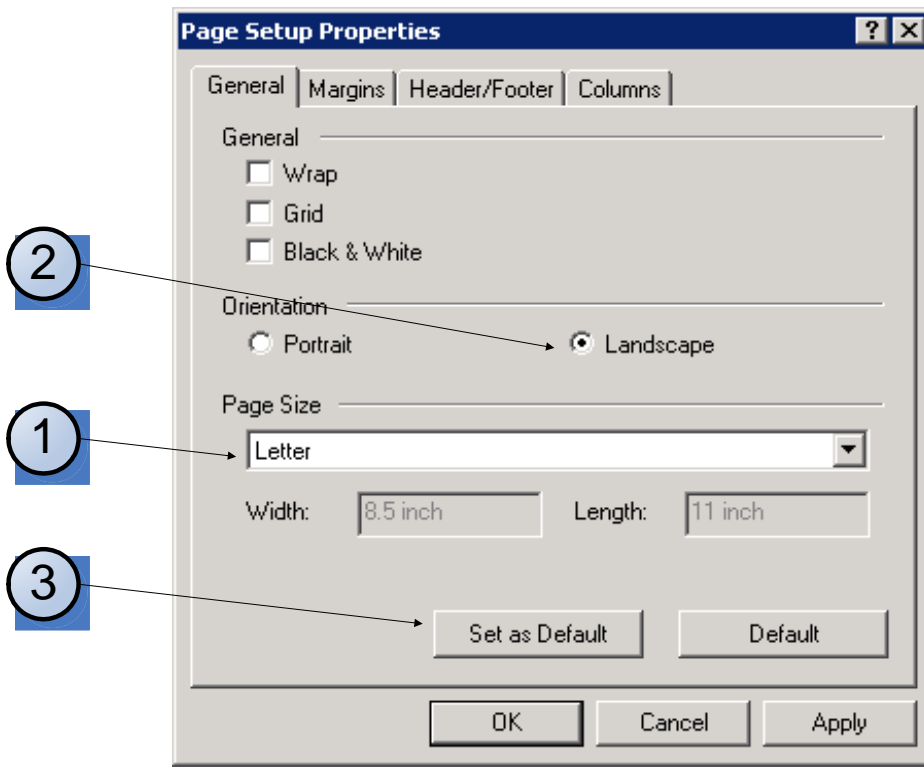 Page Setup Properties
General Margins Header/Footer Columns
General
Wrap
Grid
Black & White
2
Orientation
Portrait Landscape
Page Size
1
Letter
Width: 8.5 inch Length: 11 inch
3
Set as Default Default
OK Cancel Apply